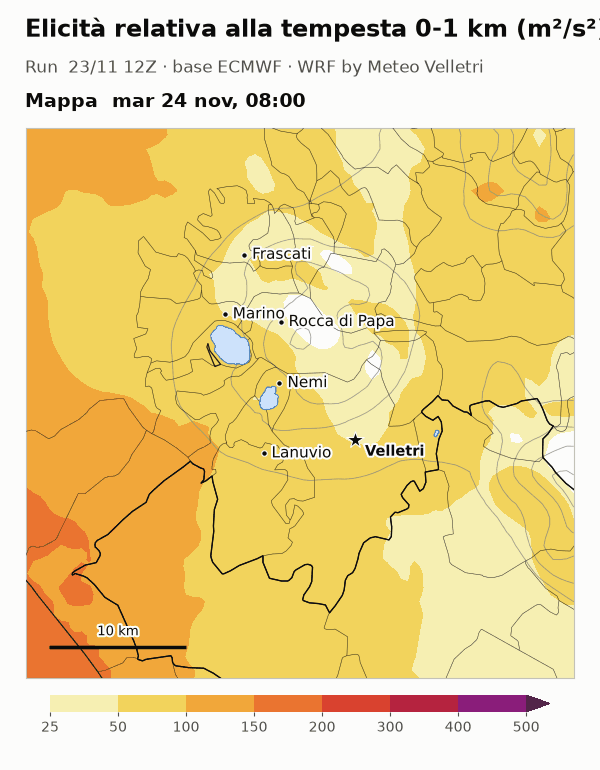 Elicità relativa alla tempesta 0-1 km (m²/s²)
Run 23/11 12Z · base ECMWF · WRF by Meteo Velletri
Mappa mar 24 nov, 08:00
Frascati
Marino
Rocca di Papa
Nemi
Velletri
Lanuvio
10 km
25 50 100 150 200 300 400 500